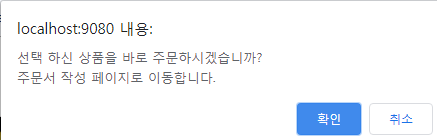 localhost:9080 내용:
선택 하신 상품을 바로 주문하시겠습니까?
주문서 작성 페이지로 이동합니다.
확인
취소